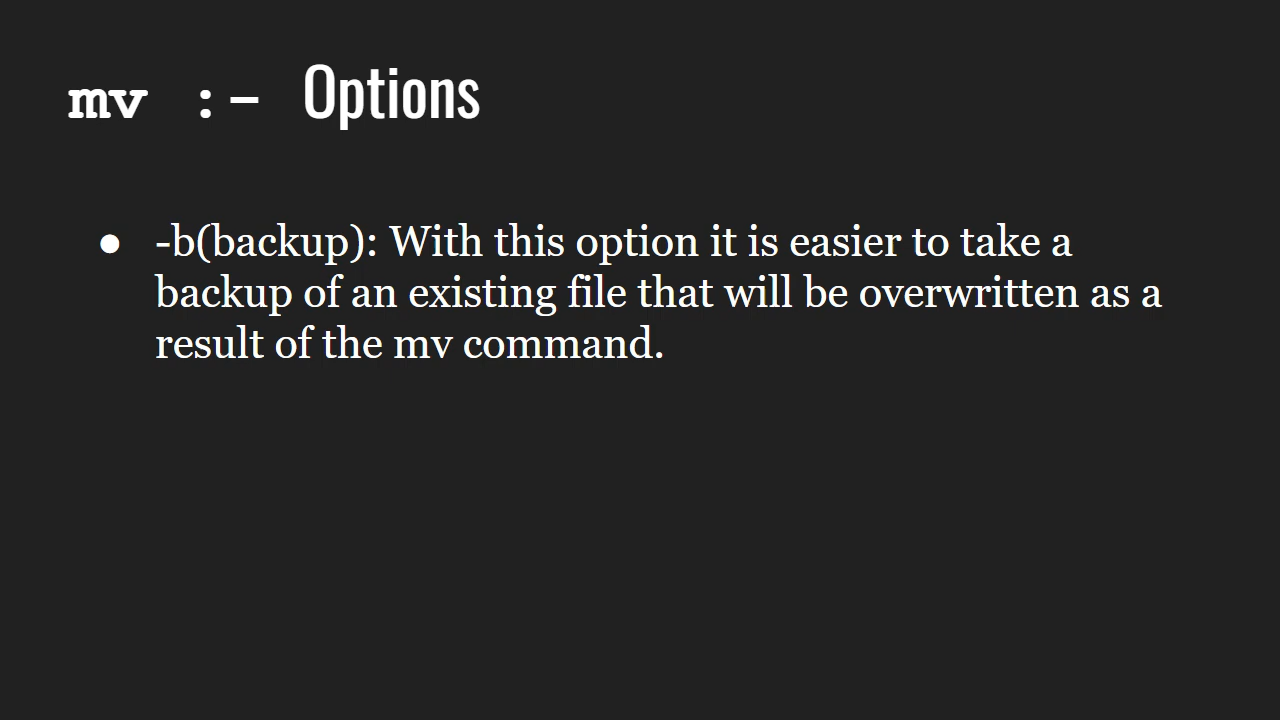 mv :- Options
● -b(backup): With this option it is easier to take a
backup of an existing file that will be overwritten as a
result of the mv command.